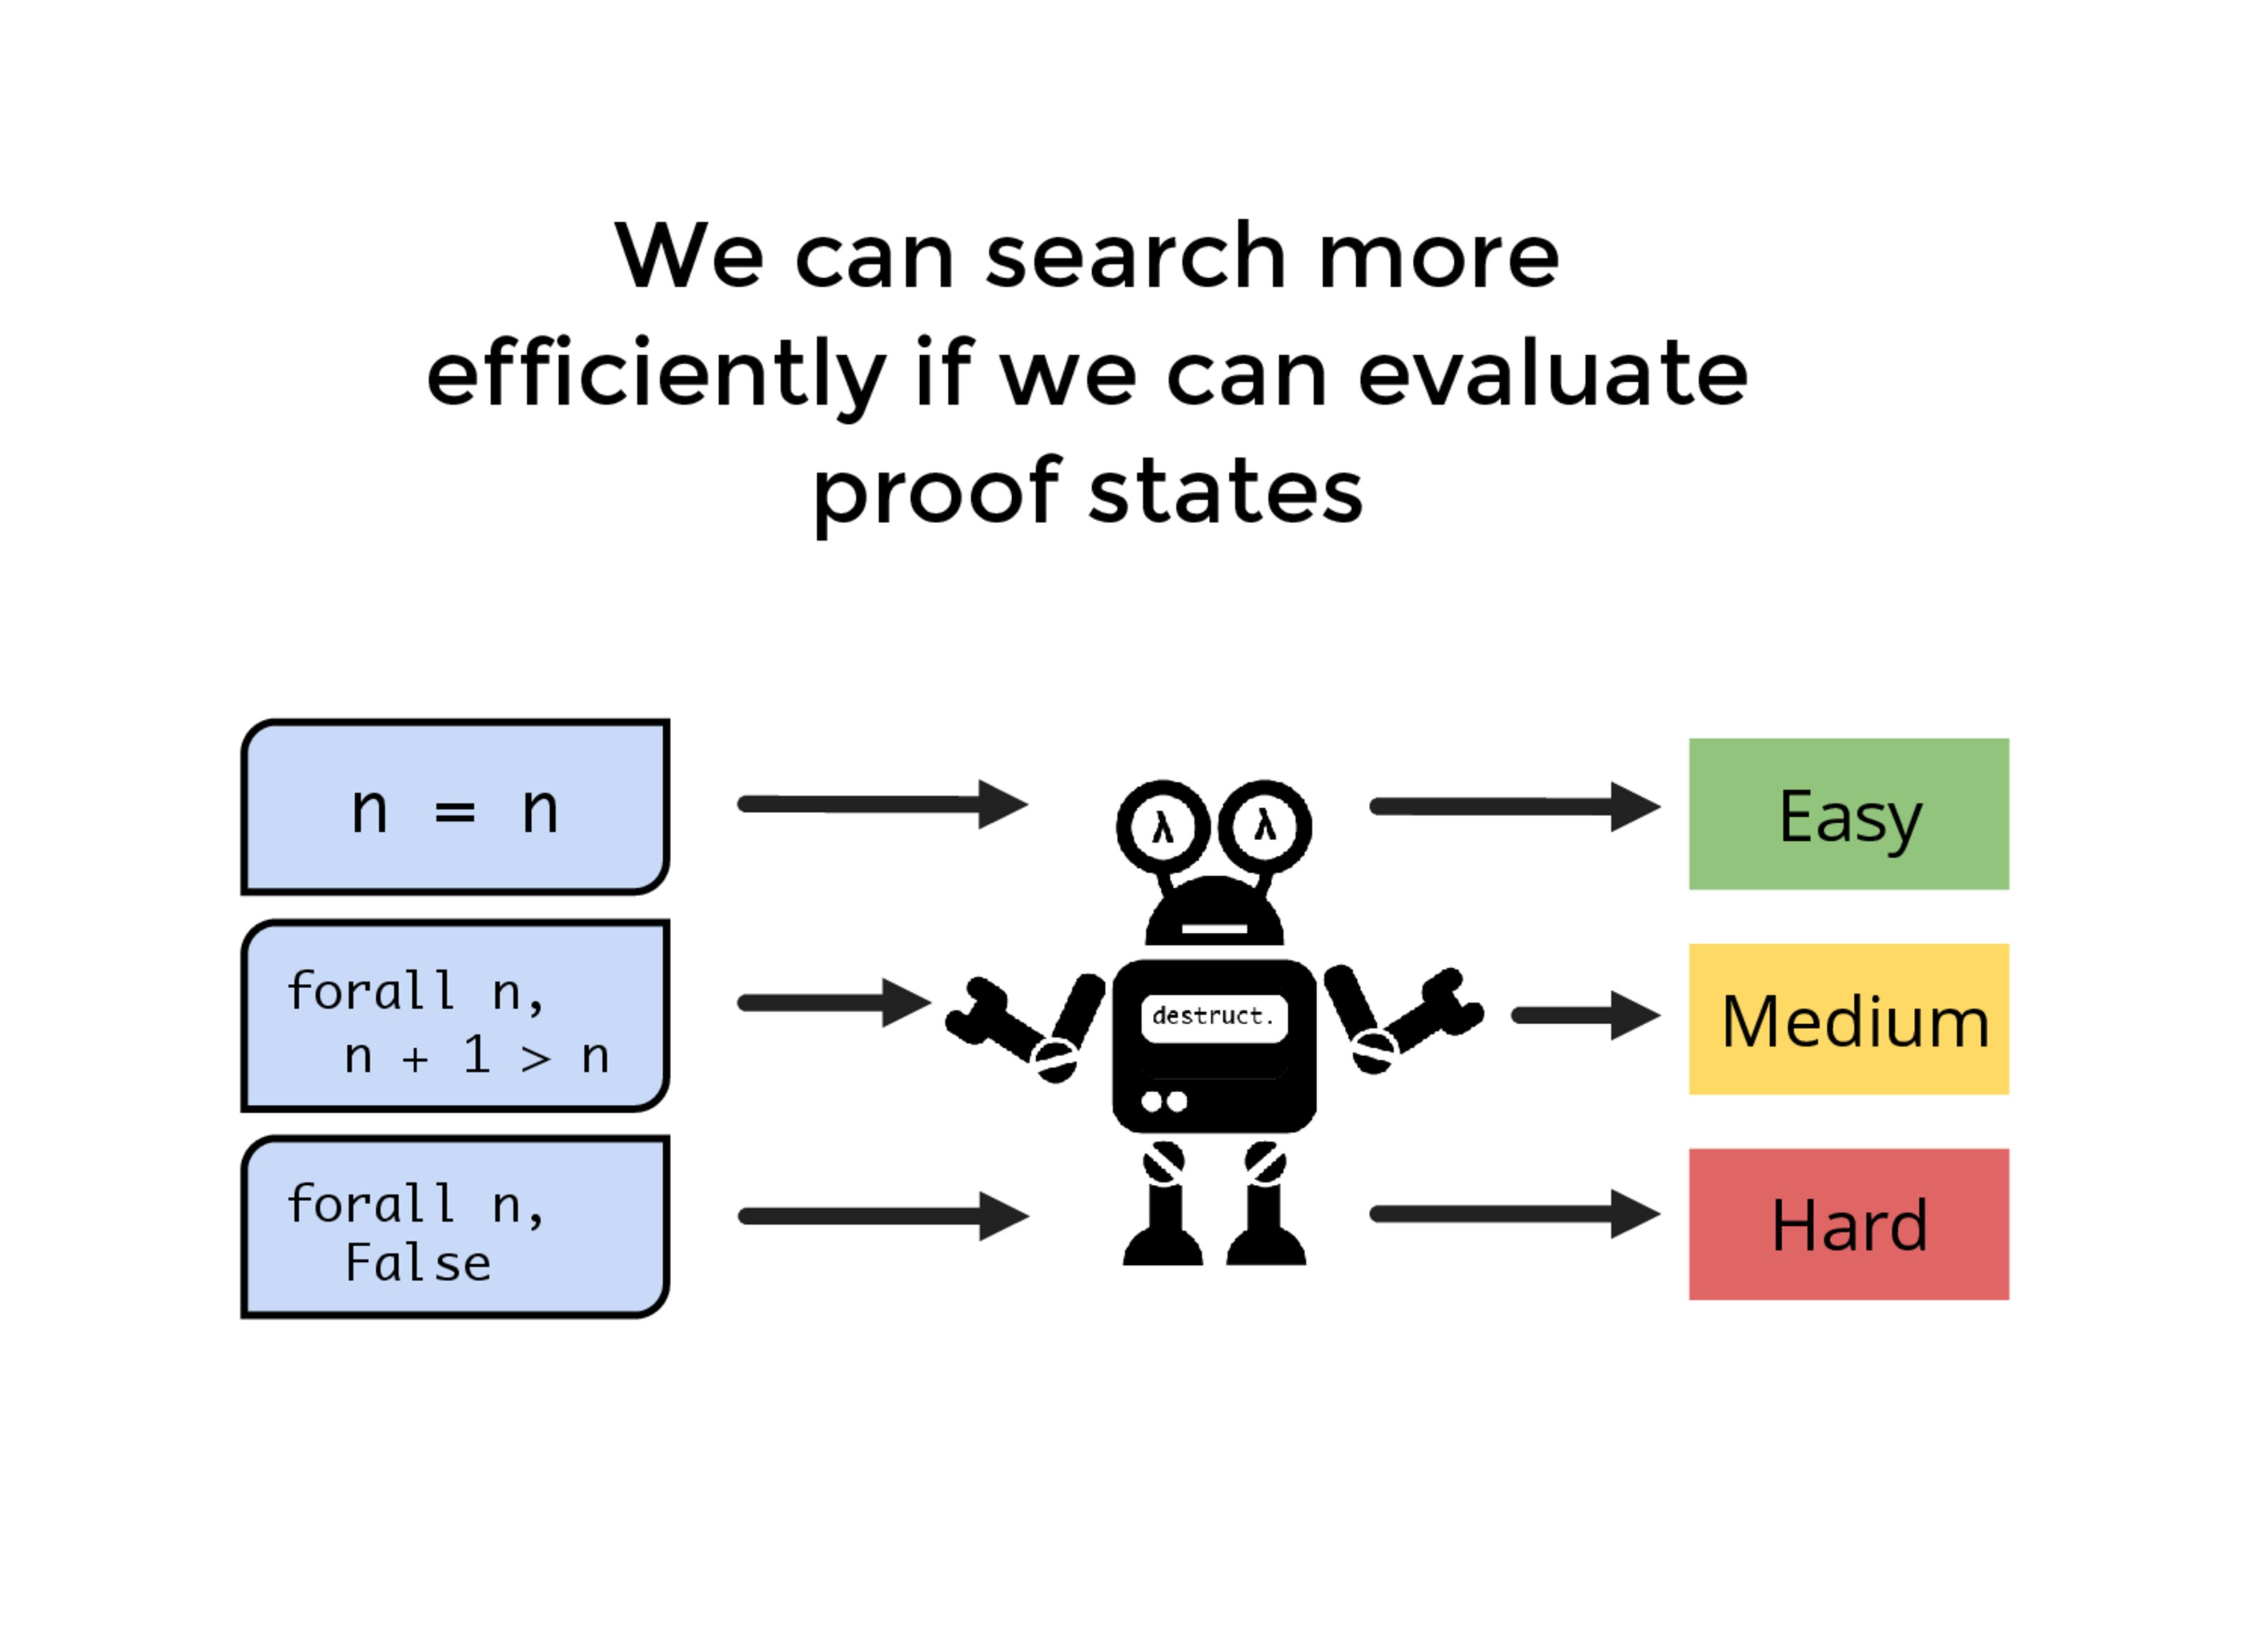 We can search more
efficiently if we can evaluate
proof states
n = n
Easy
λ λ
forall n,
n + 1 > n
destruct.
Medium
forall n,
False
Hard